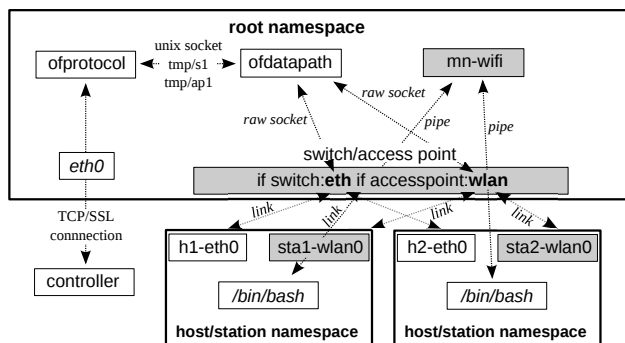 root namespace
unix socket
tmp/s1
tmp/ap1
ofprotocol
ofdatapath
mn-wifi
raw socket
raw socket
pipe
pipe
eth0
switch/access point
if switch:eth if accesspoint:wlan
TCP/SSL
connnection
link
link
link
link
h1-eth0
sta1-wlan0
h2-eth0
sta2-wlan0
controller
/bin/bash
/bin/bash
host/station namespace
host/station namespace